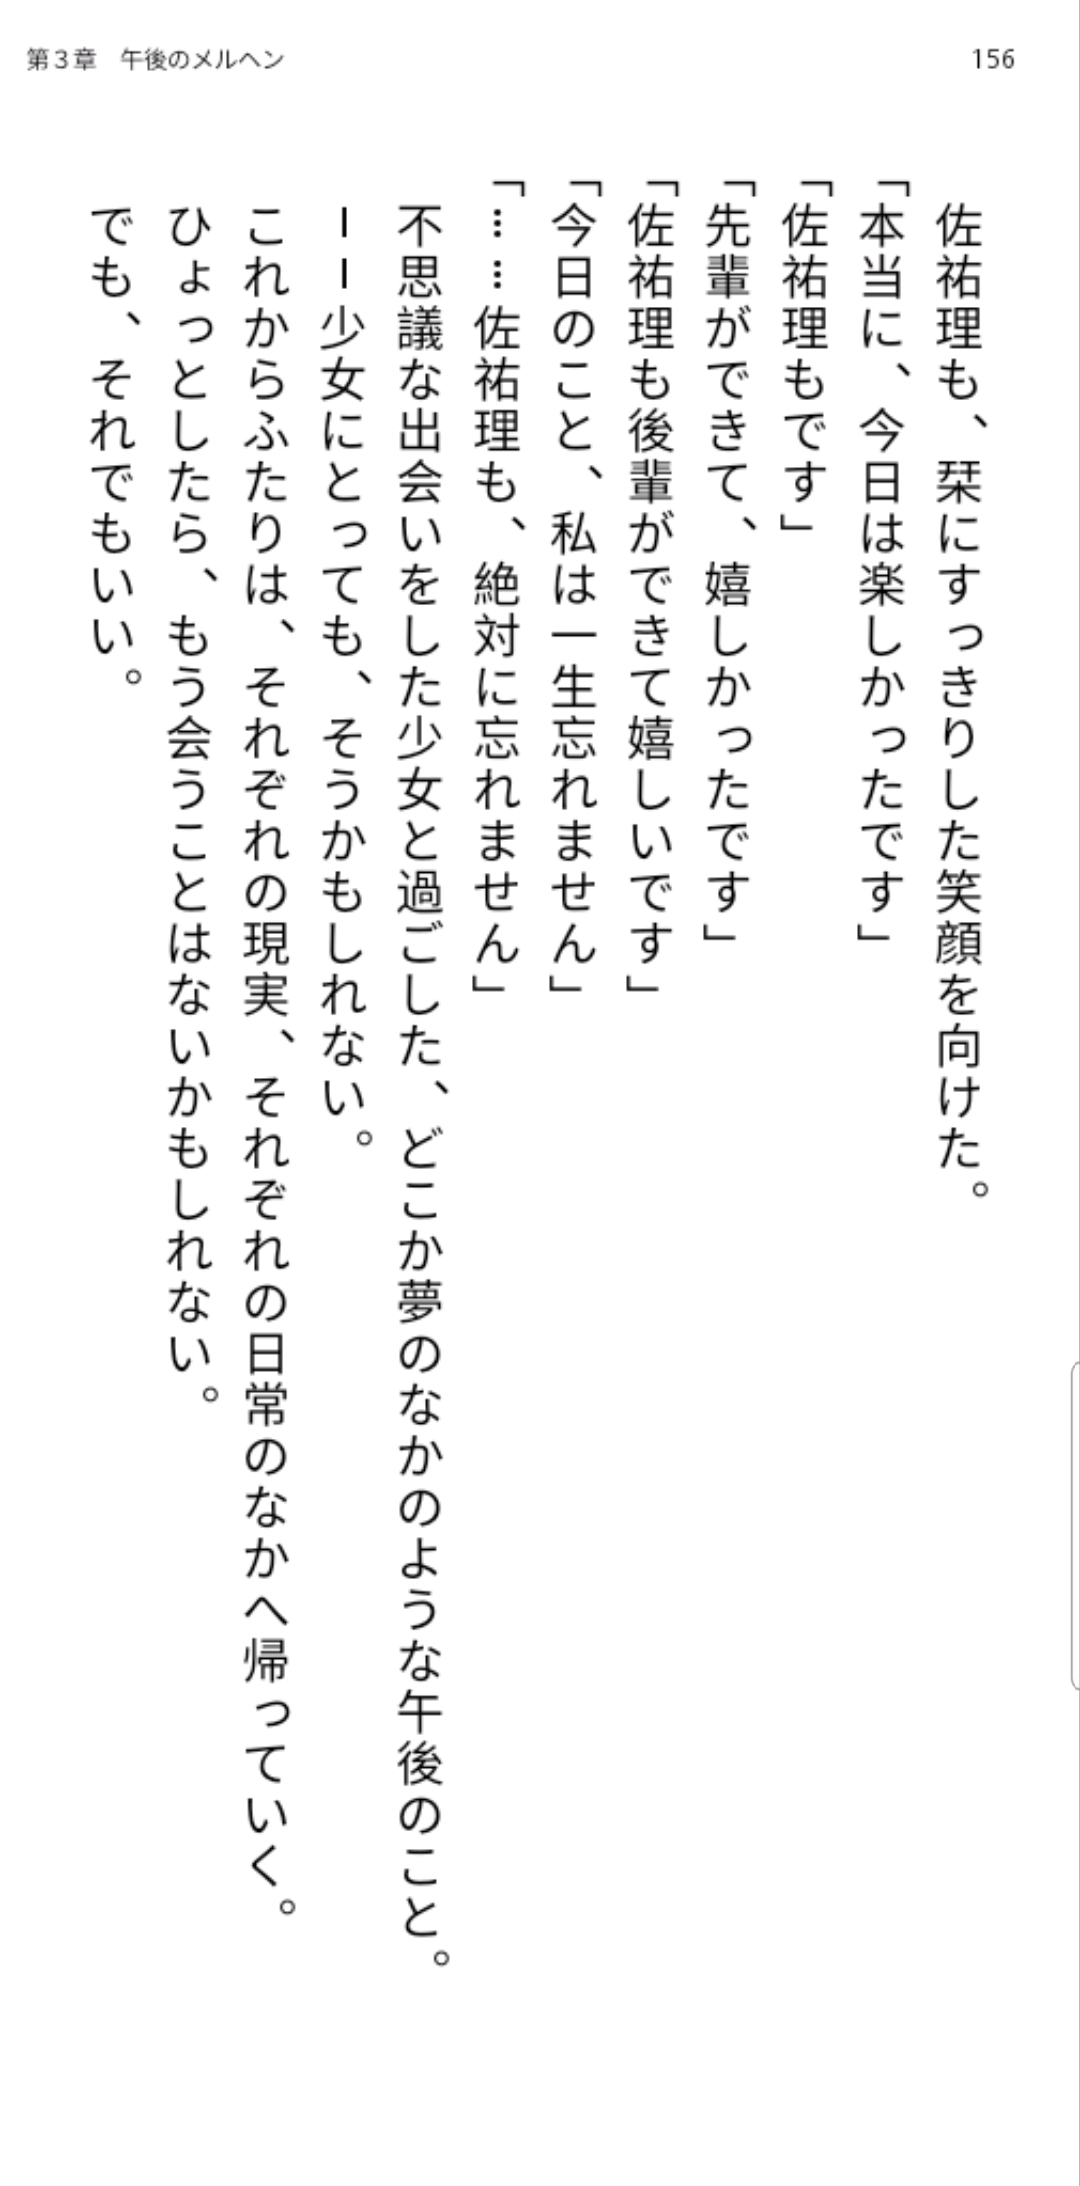 第３章　午後のメルヘン
156
佐祐理も、栞にすっきりした笑顔を向けた。
「本当に、今日は楽しかったです」
「佐祐理もです」
「先輩ができて、嬉しかったです」
「佐祐理も後輩ができて嬉しいです」
「今日のこと、私は一生忘れません」
「……佐祐理も、絶対に忘れません」
不思議な出会いをした少女と過ごした、どこか夢のなかのような午後のこと。
ーー少女にとっても、そうかもしれない。
これからふたりは、それぞれの現実、それぞれの日常のなかへ帰っていく。
ひょっとしたら、もう会うことはないかもしれない。
でも、それでもいい。